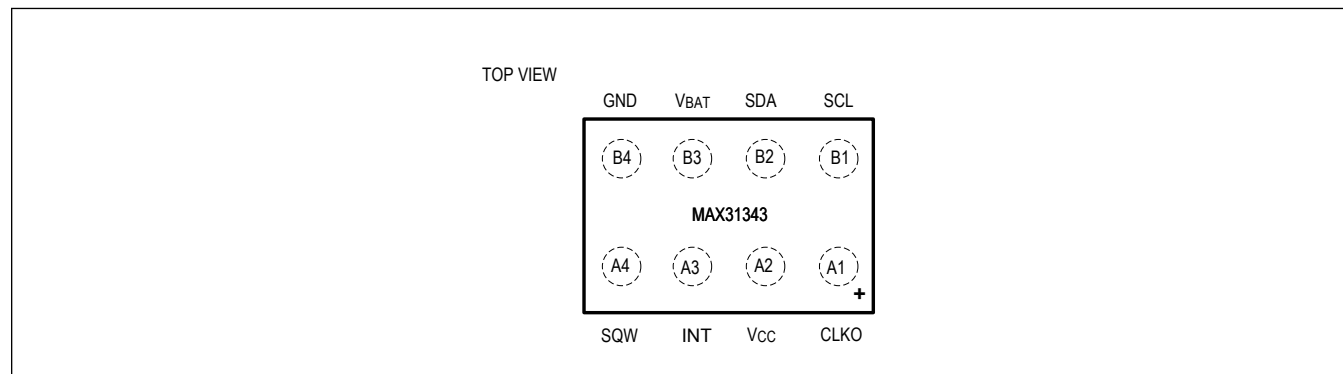 TOP VIEW
GND VBAT SDA SCL
B4 B3 B2 B1
MAX31343
A4 A3 A2 A1
+
SQW INT VCC CLKO